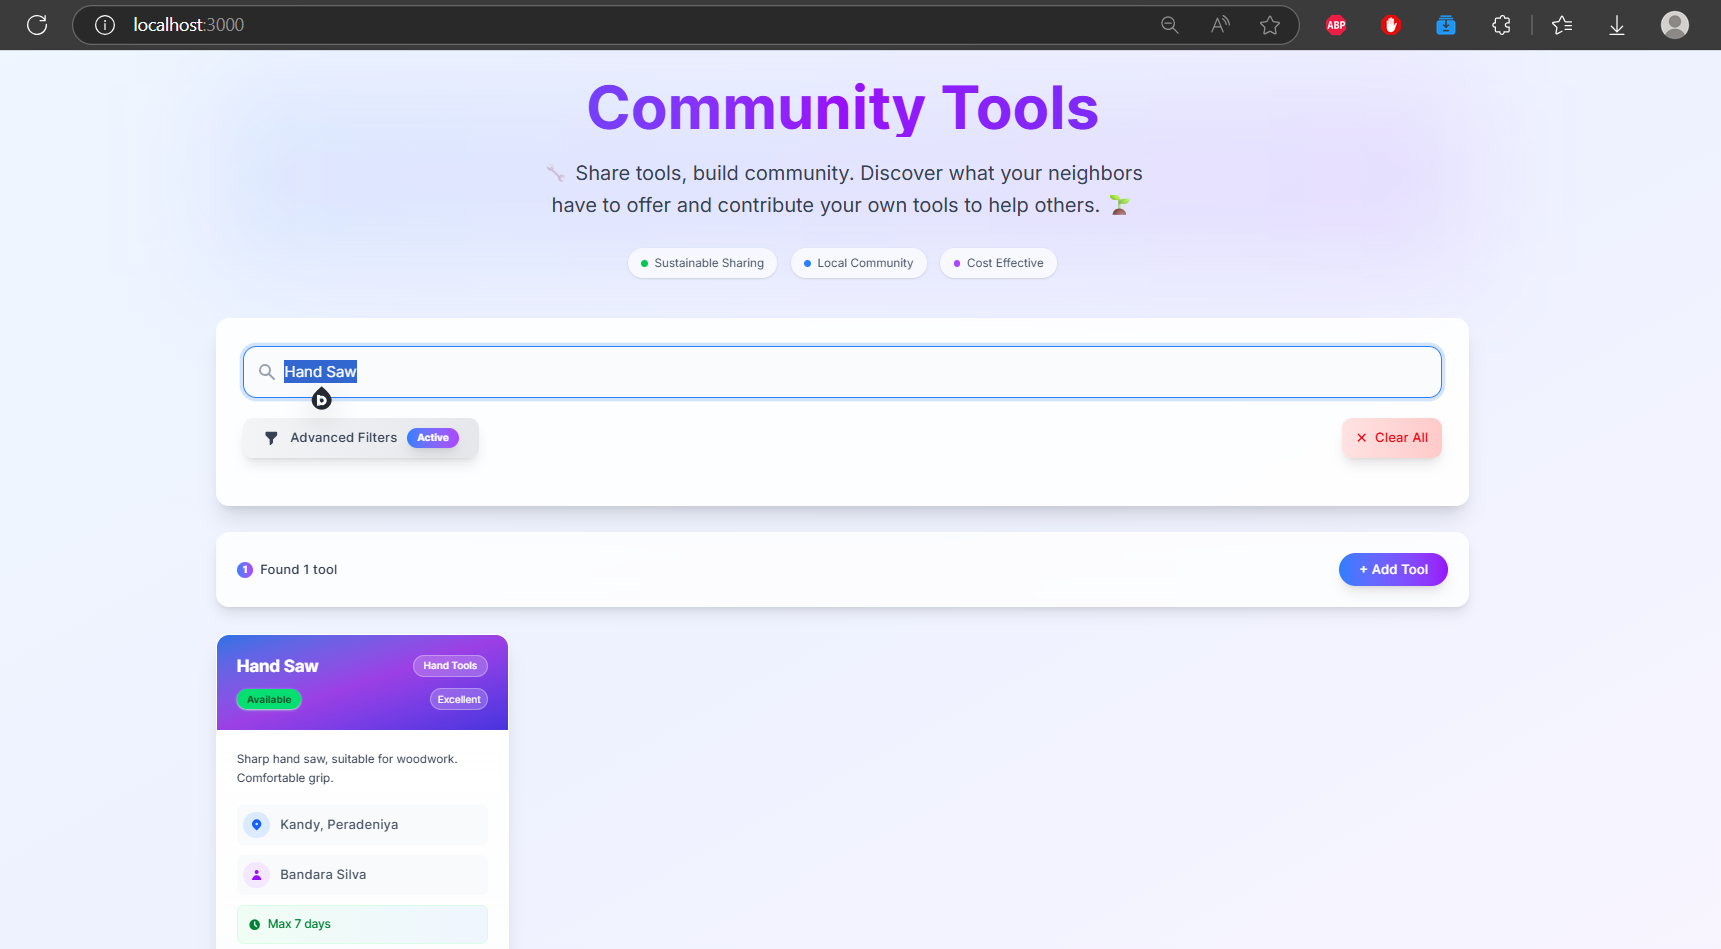 localhost:3000
ABP
Community Tools
Share tools, build community. Discover what your neighbors
have to offer and contribute your own tools to help others.
Sustainable Sharing
Local Community
Cost Effective
Hand Saw
Advanced Filters
Active
Clear All
1
Found 1 tool
+ Add Tool
Hand Saw
Hand Tools
Available
Excellent
Sharp hand saw, suitable for woodwork.
Comfortable grip.
Kandy, Peradeniya
Bandara Silva
Max 7 days